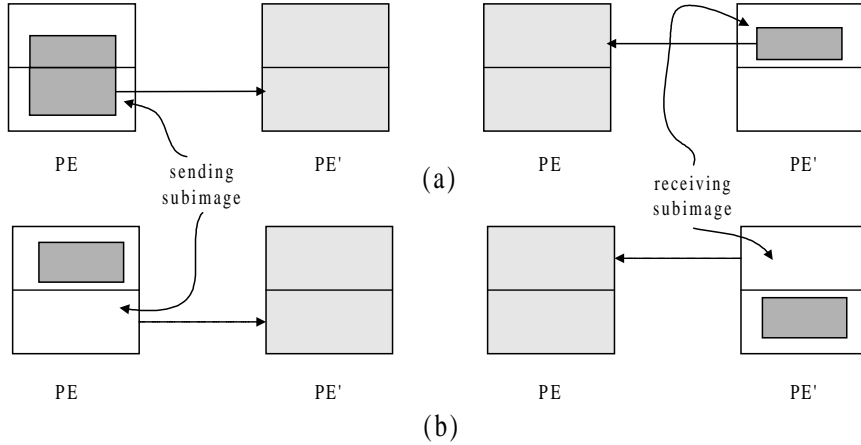 PE
PE'
PE
PE'
sending
subimage
(a)
receiving
subimage
PE
PE'
PE
PE'
(b)